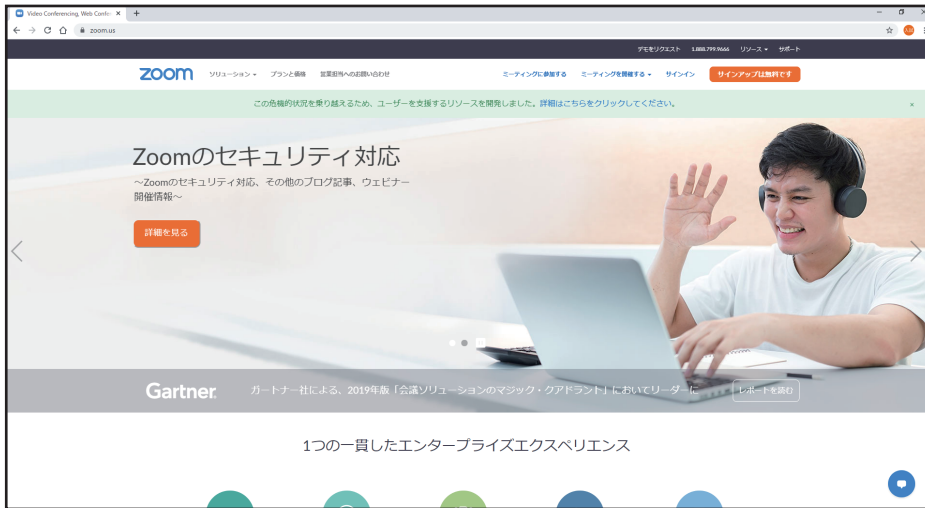 Video Conferencing, Web Confer
zoom.us
デモをリクエスト 1.888.799.9666 リソース サポート
zoom ソリューション プランと価格 営業担当へのお問い合わせ ミーティングに参加する ミーティングを開催する サインイン サインアップは無料です
この危機的状況を乗り越えるため、ユーザーを支援するリソースを開発しました。詳細はこちらをクリックしてください。
Zoomのセキュリティ対応
~Zoomのセキュリティ対応、その他のブログ記事、ウェビナー
開催情報~
詳細を見る
Gartner. ガートナー社による、2019年版「会議ソリューションのマジック・クアドラント」においてリーダーに レポートを読む
1つの一貫したエンタープライズエクスペリエンス